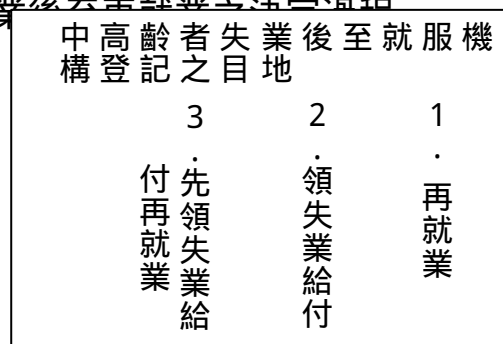 中高齡者失業後至就服機
構登記之目地
1.再就業
2.領失業給付
3.先領失業給
付再就業